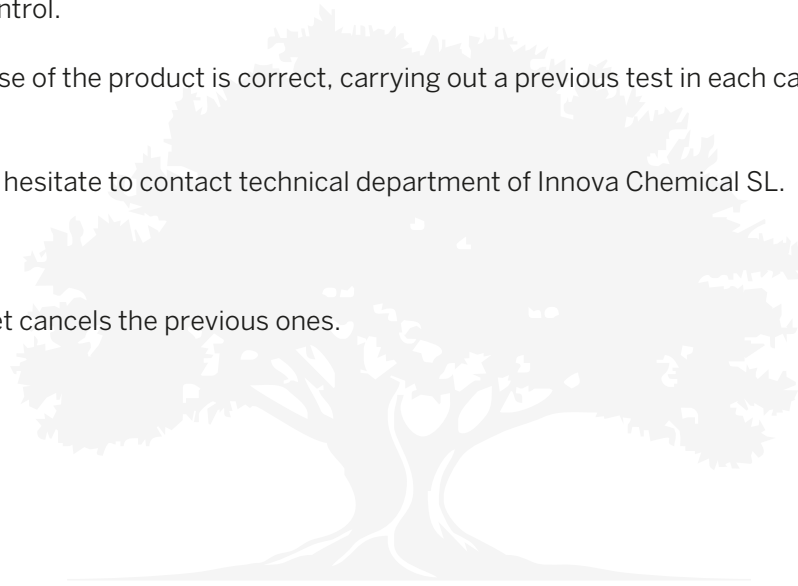 ntrol.
se of the product is correct, carrying out a previous test in each ca
hesitate to contact technical department of Innova Chemical SL.
et cancels the previous ones.